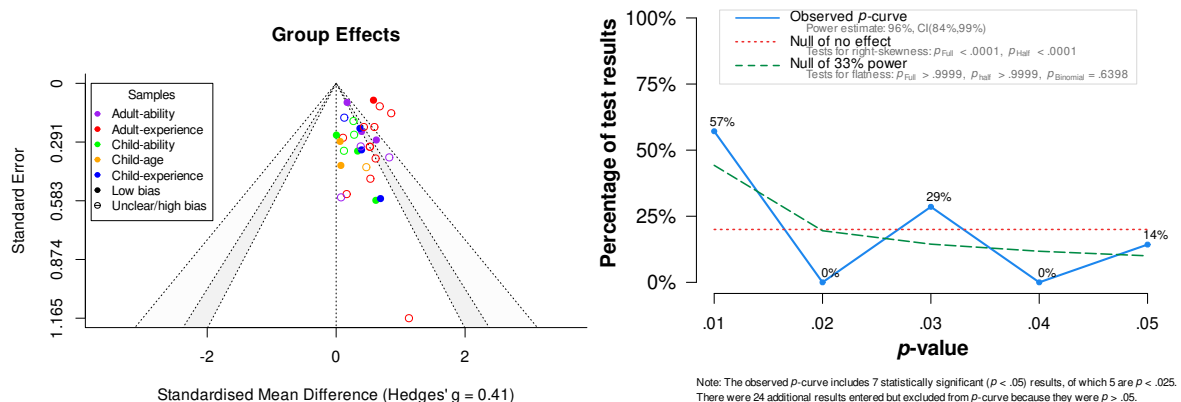 Group Effects
Standard Error
0
0.291
0.583
0.874
1.165
Samples
Adult-ability
Adult-experience
Child-ability
Child-age
Child-experience
Low bias
Unclear/high bias
-2
0
2
Standardised Mean Difference (Hedges' g = 0.41)
Percentage of test results
100%
75%
50%
25%
0%
Observed p-curve
Power estimate: 96%, CI(84%,99%)
Null of no effect
Tests for right-skewness: pFull < .0001, pHalf < .0001
Null of 33% power
Tests for flatness: pFull > .9999, phalf > .9999, pBinomial = .6398
57%
0%
29%
0%
14%
.01
.02
.03
.04
.05
p-value
Note: The observed p-curve includes 7 statistically significant (p < .05) results, of which 5 are p < .025.
There were 24 additional results entered but excluded from p-curve because they were p > .05.